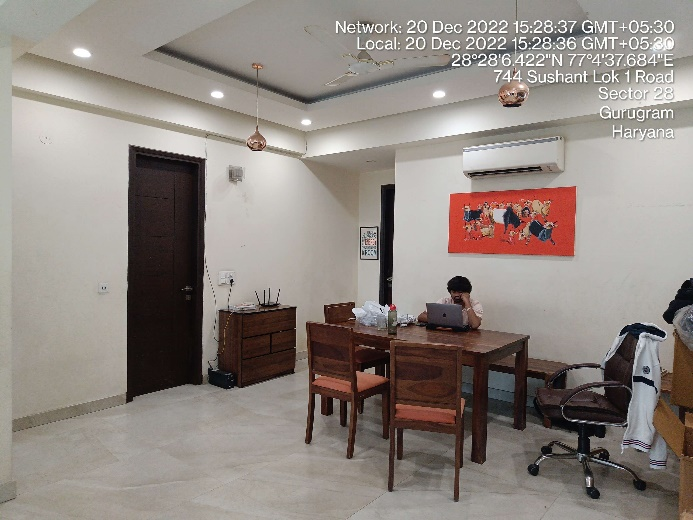 Network: 20 Dec 2022 15:28:37 GMT+05:30
Local: 20 Dec 2022 15:28:36 GMT+05:30
28°28'6.422"N 77°4'37.684"E
744 Sushant Lok 1 Road
Sector 28
Gurugram
Haryana